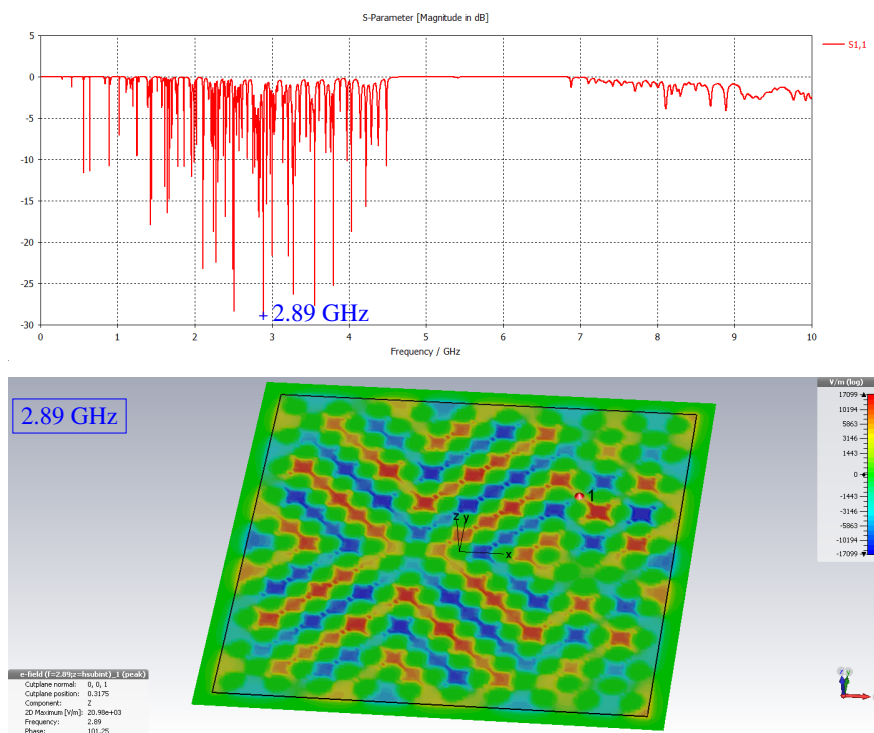 S-Parameter [Magnitude in dB]
5
0
-5
-10
-15
-20
-25
-30
S1,1
+ 2.89 GHz
0 1 2 3 4 5 6 7 8 9 10
Frequency / GHz
2.89 GHz
V/m (log)
17099
10194
5863
3146
1443
0
-1443
-3146
-5863
-10194
-17099
1
z y
x
e-field (f=2.89;z=hsubint)_1 (peak)
Cutplane normal: 0, 0, 1
Cutplane position: 0.3175
Component: Z
2D Maximum [V/m]: 20.98e+03
Frequency: 2.89
Phase: 101.25
z y